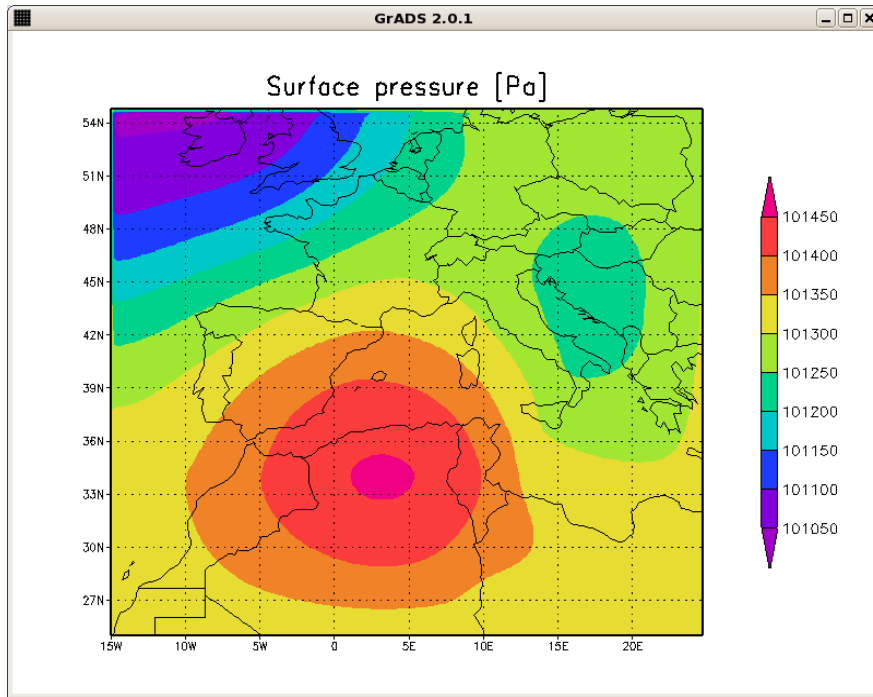 GrADS 2.0.1
Surface pressure [Pa]
54N
51N
48N
45N
42N
39N
36N
33N
30N
27N
15W 10W 5W 0 5E 10E 15E 20E
101450
101400
101350
101300
101250
101200
101150
101100
101050